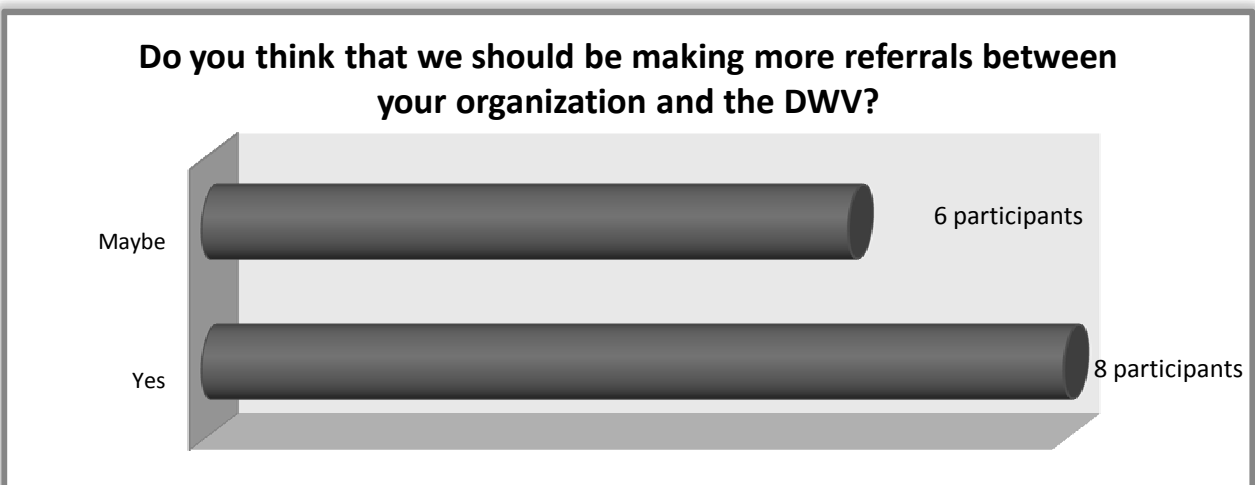 Do you think that we should be making more referrals between
your organization and the DWV?
Maybe
6 participants
Yes
8 participants